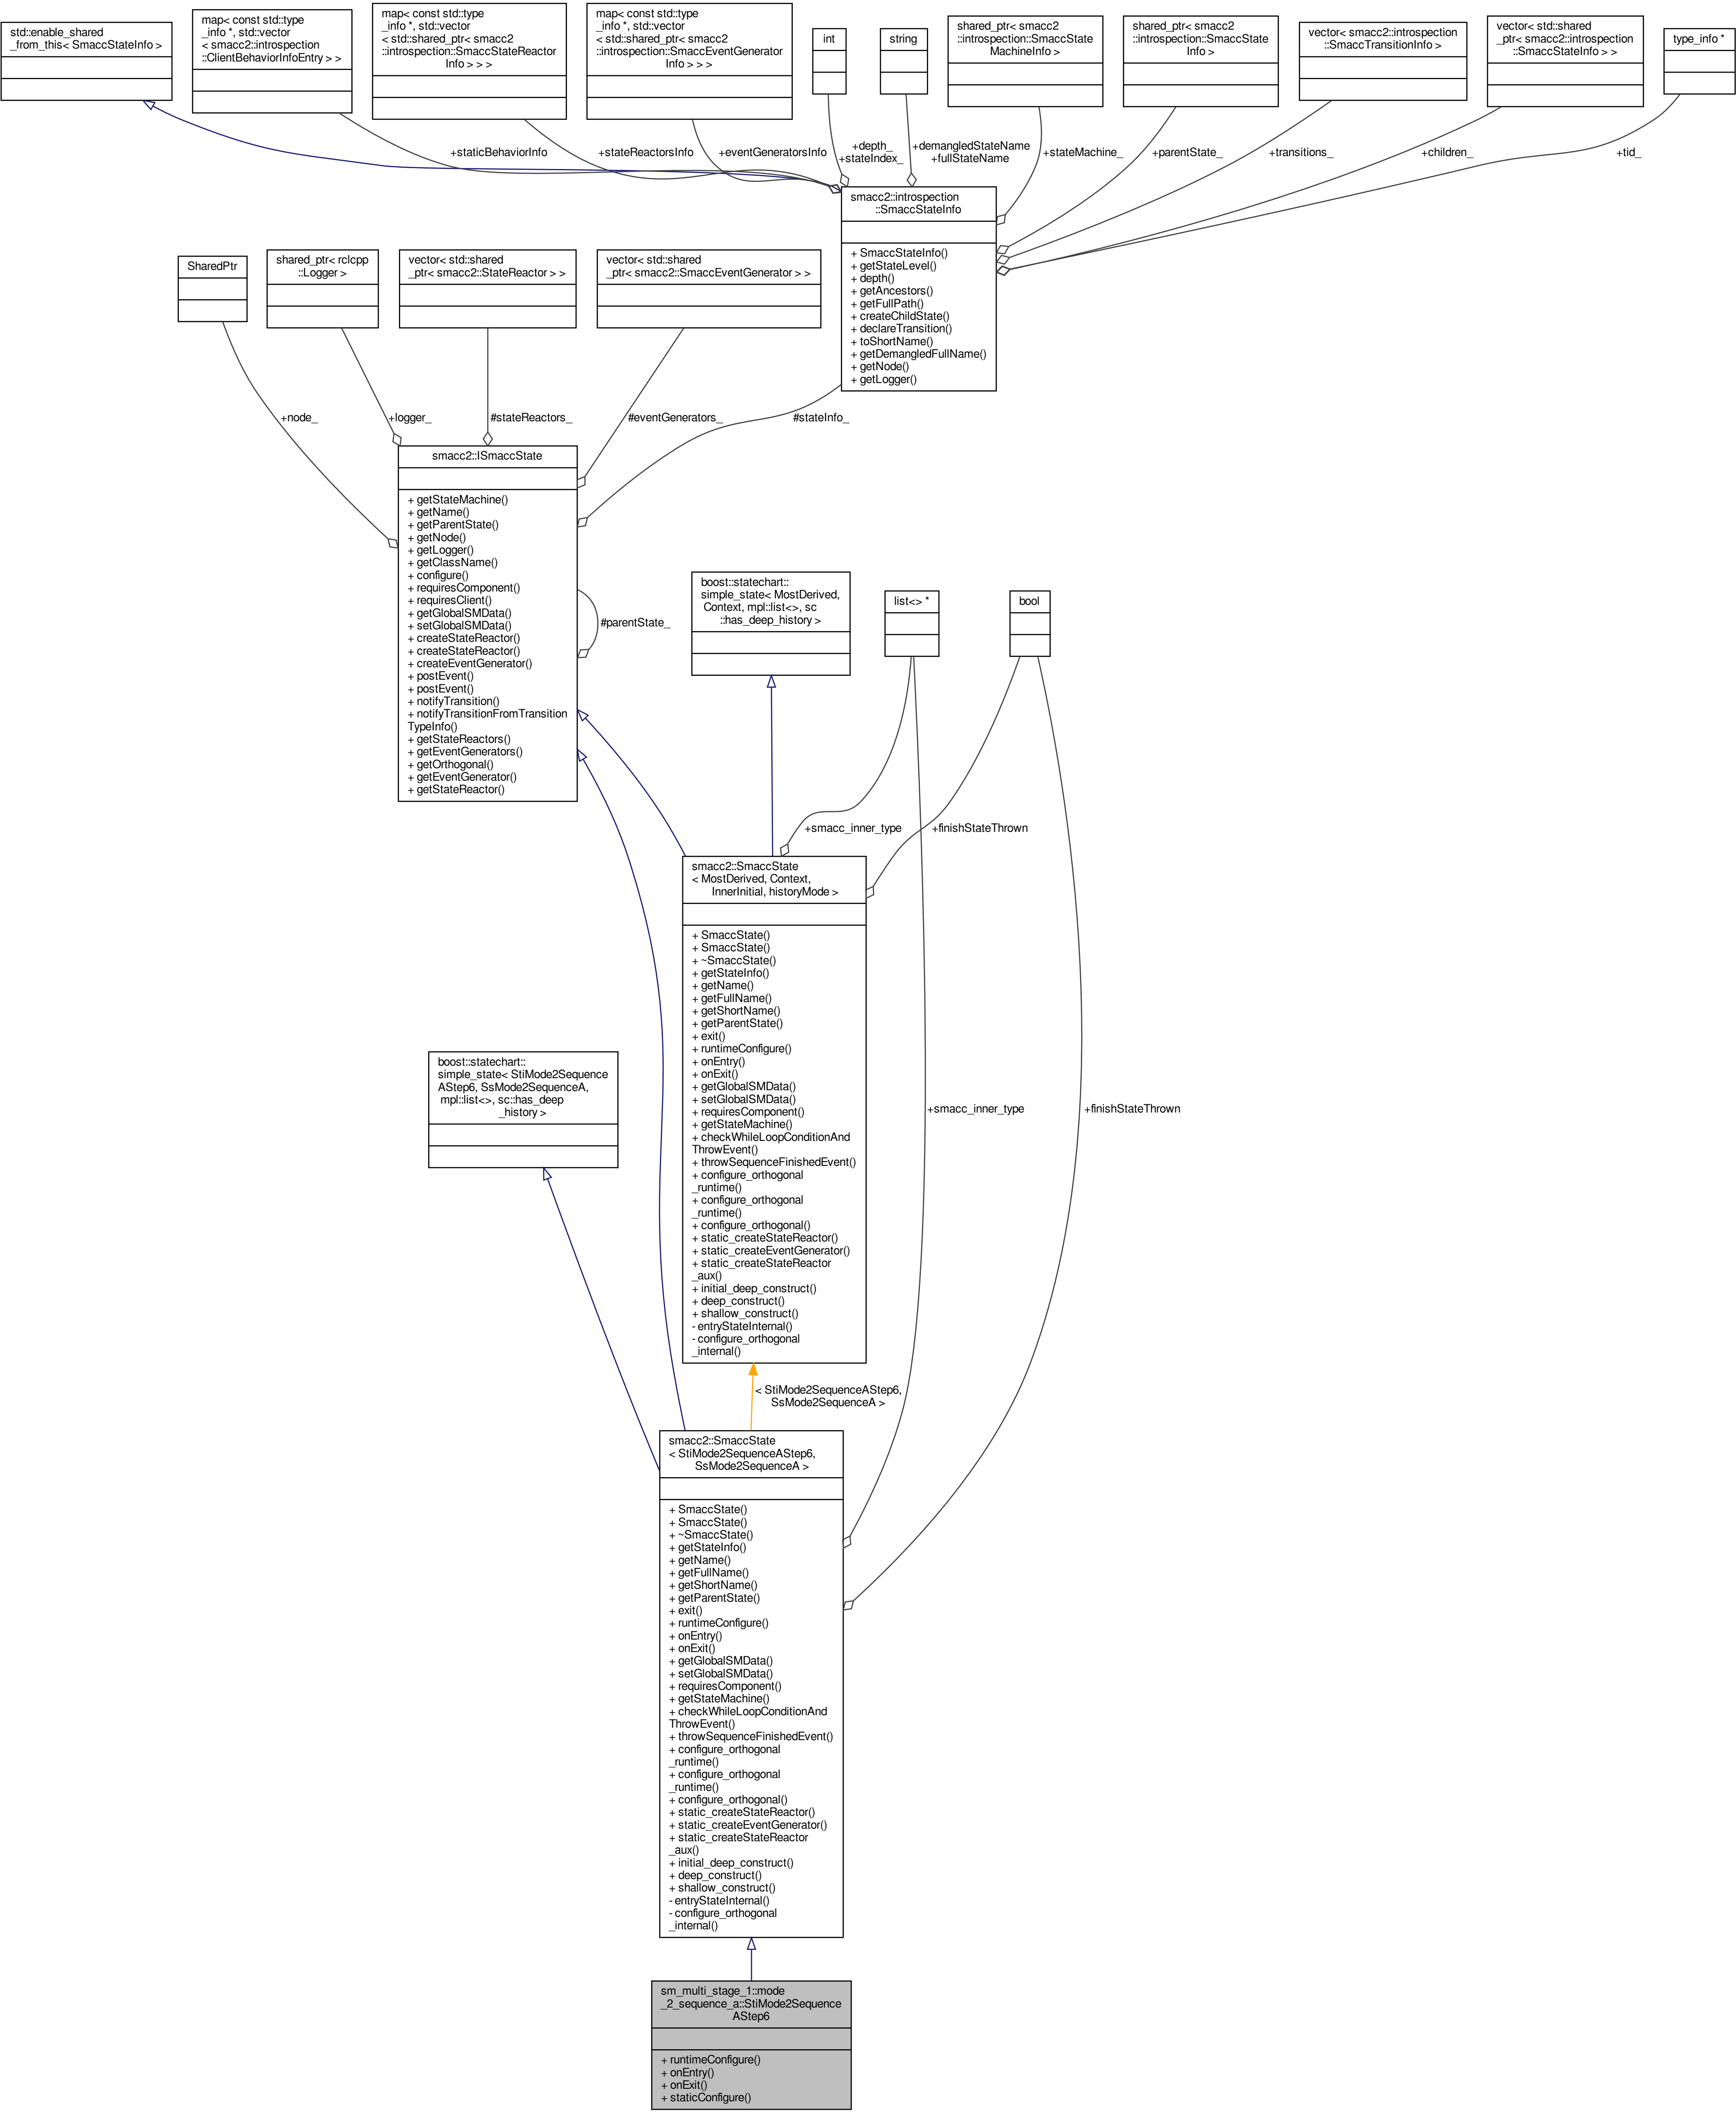 std::enable_shared
_from_this< SmaccStateInfo >
map< const std::type
_info *, std::vector
< smacc2::introspection
::ClientBehaviorInfoEntry > >
map< const std::type
_info *, std::vector
< std::shared_ptr< smacc2
::introspection::SmaccStateReactor
Info > > >
map< const std::type
_info *, std::vector
< std::shared_ptr< smacc2
::introspection::SmaccEventGenerator
Info > > >
int
string
shared_ptr< smacc2
::introspection::SmaccState
MachineInfo >
shared_ptr< smacc2
::introspection::SmaccState
Info >
vector< smacc2::introspection
::SmaccTransitionInfo >
vector< std::shared
_ptr< smacc2::introspection
::SmaccStateInfo > >
type_info *
+staticBehaviorInfo
+stateReactorsInfo
+eventGeneratorsInfo
+depth_
+stateIndex_
+demangledStateName
+fullStateName
+stateMachine_
+parentState_
+transitions_
+children_
+tid_
smacc2::introspection
::SmaccStateInfo
+ SmaccStateInfo()
+ getStateLevel()
+ depth()
+ getAncestors()
+ getFullPath()
+ createChildState()
+ declareTransition()
+ toShortName()
+ getDemangledFullName()
+ getNode()
+ getLogger()
SharedPtr
shared_ptr< rclcpp
::Logger >
vector< std::shared
_ptr< smacc2::StateReactor > >
vector< std::shared
_ptr< smacc2::SmaccEventGenerator > >
+node_
+logger_
#stateReactors_
#eventGenerators_
#stateInfo_
smacc2::ISmaccState
+ getStateMachine()
+ getName()
+ getParentState()
+ getNode()
+ getLogger()
+ getClassName()
+ configure()
+ requiresComponent()
+ requiresClient()
+ getGlobalSMData()
+ setGlobalSMData()
+ createStateReactor()
+ createStateReactor()
+ createEventGenerator()
+ postEvent()
+ postEvent()
+ notifyTransition()
+ notifyTransitionFromTransition
TypeInfo()
+ getStateReactors()
+ getEventGenerators()
+ getOrthogonal()
+ getEventGenerator()
+ getStateReactor()
#parentState_
boost::statechart::
simple_state< MostDerived,
Context, mpl::list<>, sc
::has_deep_history >
list<> *
bool
+smacc_inner_type
+finishStateThrown
smacc2::SmaccState
< MostDerived, Context,
InnerInitial, historyMode >
+ SmaccState()
+ SmaccState()
+ ~SmaccState()
+ getStateInfo()
+ getName()
+ getFullName()
+ getShortName()
+ getParentState()
+ exit()
+ runtimeConfigure()
+ onEntry()
+ onExit()
+ getGlobalSMData()
+ setGlobalSMData()
+ requiresComponent()
+ getStateMachine()
+ checkWhileLoopConditionAnd
ThrowEvent()
+ throwSequenceFinishedEvent()
+ configure_orthogonal
_runtime()
+ configure_orthogonal
_runtime()
+ configure_orthogonal()
+ static_createStateReactor()
+ static_createEventGenerator()
+ static_createStateReactor
_aux()
+ initial_deep_construct()
+ deep_construct()
+ shallow_construct()
- entryStateInternal()
- configure_orthogonal
_internal()
boost::statechart::
simple_state< StiMode2Sequence
AStep6, SsMode2SequenceA,
mpl::list<>, sc::has_deep
_history >
+smacc_inner_type
+finishStateThrown
< StiMode2SequenceAStep6,
SsMode2SequenceA >
smacc2::SmaccState
< StiMode2SequenceAStep6,
SsMode2SequenceA >
+ SmaccState()
+ SmaccState()
+ ~SmaccState()
+ getStateInfo()
+ getName()
+ getFullName()
+ getShortName()
+ getParentState()
+ exit()
+ runtimeConfigure()
+ onEntry()
+ onExit()
+ getGlobalSMData()
+ setGlobalSMData()
+ requiresComponent()
+ getStateMachine()
+ checkWhileLoopConditionAnd
ThrowEvent()
+ throwSequenceFinishedEvent()
+ configure_orthogonal
_runtime()
+ configure_orthogonal
_runtime()
+ configure_orthogonal()
+ static_createStateReactor()
+ static_createEventGenerator()
+ static_createStateReactor
_aux()
+ initial_deep_construct()
+ deep_construct()
+ shallow_construct()
- entryStateInternal()
- configure_orthogonal
_internal()
sm_multi_stage_1::mode
_2_sequence_a::StiMode2Sequence
AStep6
+ runtimeConfigure()
+ onEntry()
+ onExit()
+ staticConfigure()